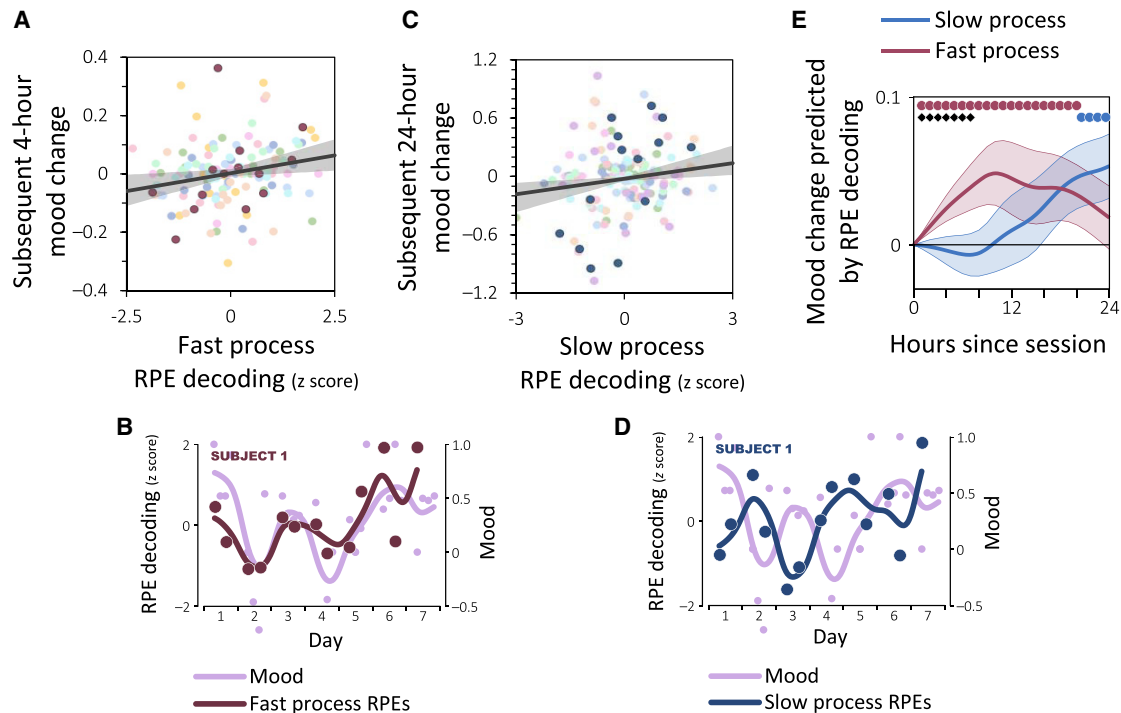 A
Subsequent 4-hour
mood change
0.4
0.2
0
−0.2
−0.4
-2.5
0
2.5
Fast process
RPE decoding (z score)
C
Subsequent 24-hour
mood change
1.2
0.6
0
−0.6
−1.2
-3
0
3
Slow process
RPE decoding (z score)
E
Slow process
Fast process
Mood change predicted
by RPE decoding
0.1
0
0
12
24
Hours since session
B
RPE decoding (z score)
2
0
−2
SUBJECT 1
1.0
0.5
0
−0.5
Mood
1
2
3
4
5
6
7
Day
Mood
Fast process RPEs
D
RPE decoding (z score)
2
0
−2
SUBJECT 1
1.0
0.5
0
−0.5
Mood
1
2
3
4
5
6
7
Day
Mood
Slow process RPEs